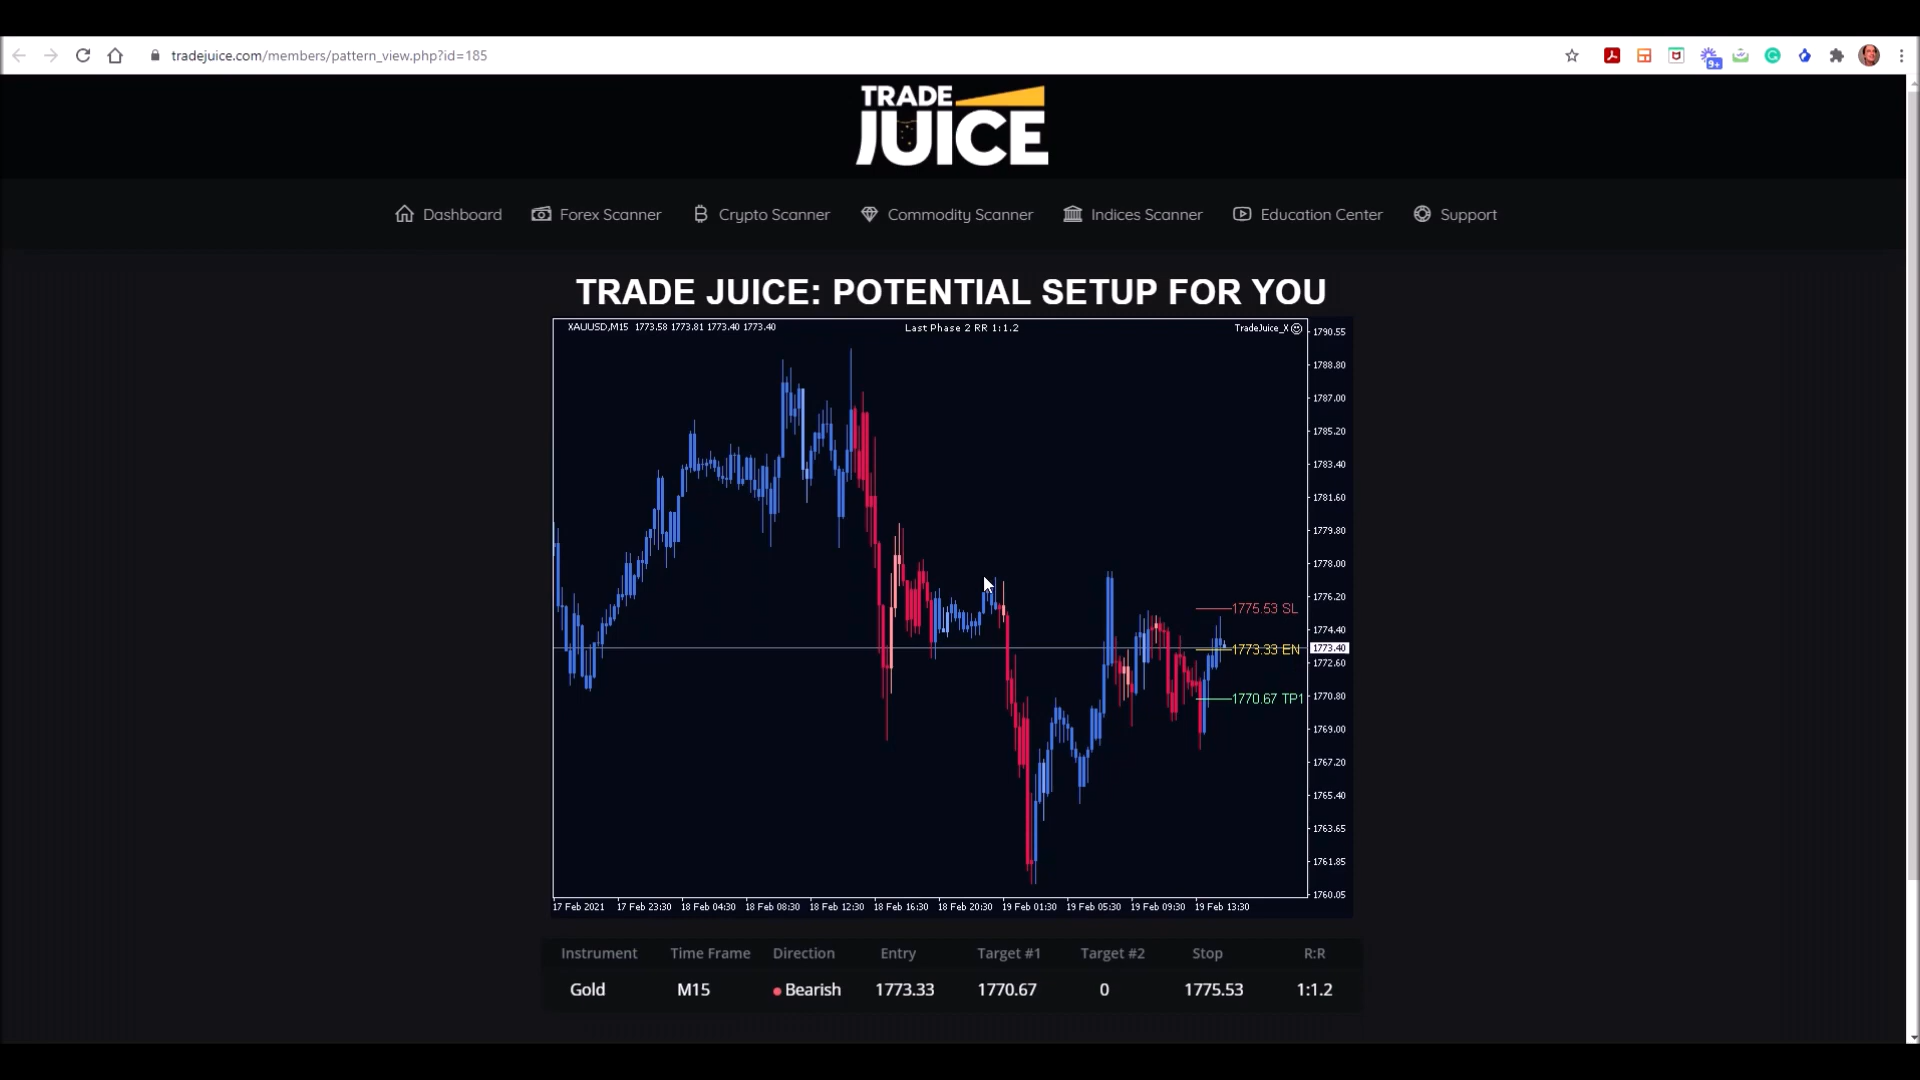 tradejuice.com/members/pattern_view.php?id=185
9+
TRADE
JUICE
Dashboard Forex Scanner Crypto Scanner Commodity Scanner Indices Scanner Education Center Support
TRADE JUICE: POTENTIAL SETUP FOR YOU
XAUUSD,M15 1773.58 1773.81 1773.40 1773.40 Last Phase 2 RR 1:1.2 TradeJuice_X
1790.55
1788.80
1787.00
1785.20
1783.40
1781.60
1779.80
1778.00
1776.20
1775.53 SL
1774.40
1773.33 EN 1773.40
1772.60
1770.67 TP1 1770.80
1769.00
1767.20
1765.40
1763.65
1761.85
1760.05
17 Feb 2021 17 Feb 23:30 18 Feb 04:30 18 Feb 08:30 18 Feb 12:30 18 Feb 16:30 18 Feb 20:30 19 Feb 01:30 19 Feb 05:30 19 Feb 09:30 19 Feb 13:30
Instrument Time Frame Direction Entry Target #1 Target #2 Stop R:R
Gold M15 Bearish 1773.33 1770.67 0 1775.53 1:1.2